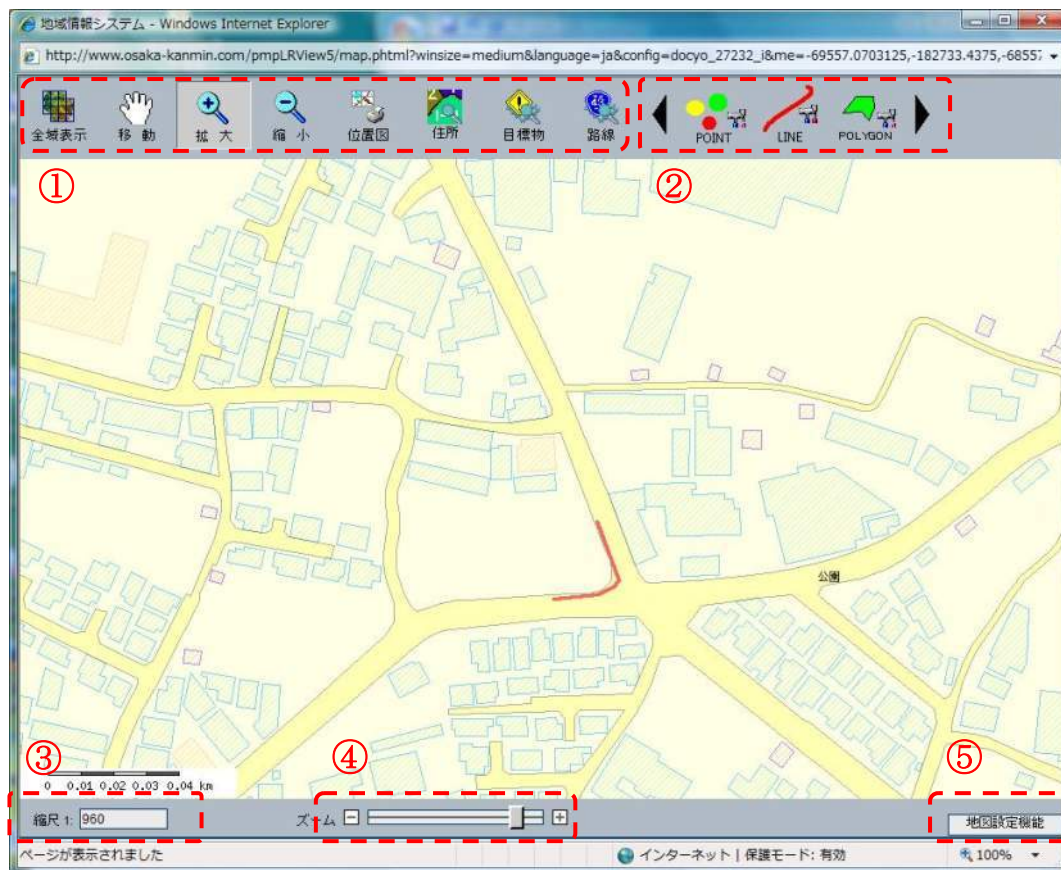 地域情報システム - Windows Internet Explorer
http://www.osaka-kanmin.com/pmpLRView5/map.phtml?winsize=medium&language=ja&config=docyo_27232_i&me=-69557.0703125,-182733.4375,-6855
全域表示 移動 拡大 縮小 位置図 住所 目標物 路線 POINT LINE POLYGON
① ②
公園
③ ④ ⑤
0 0.01 0.02 0.03 0.04 km
縮尺 1: 960 ズーム 地図設定機能
ページが表示されました インターネット | 保護モード: 有効 100%